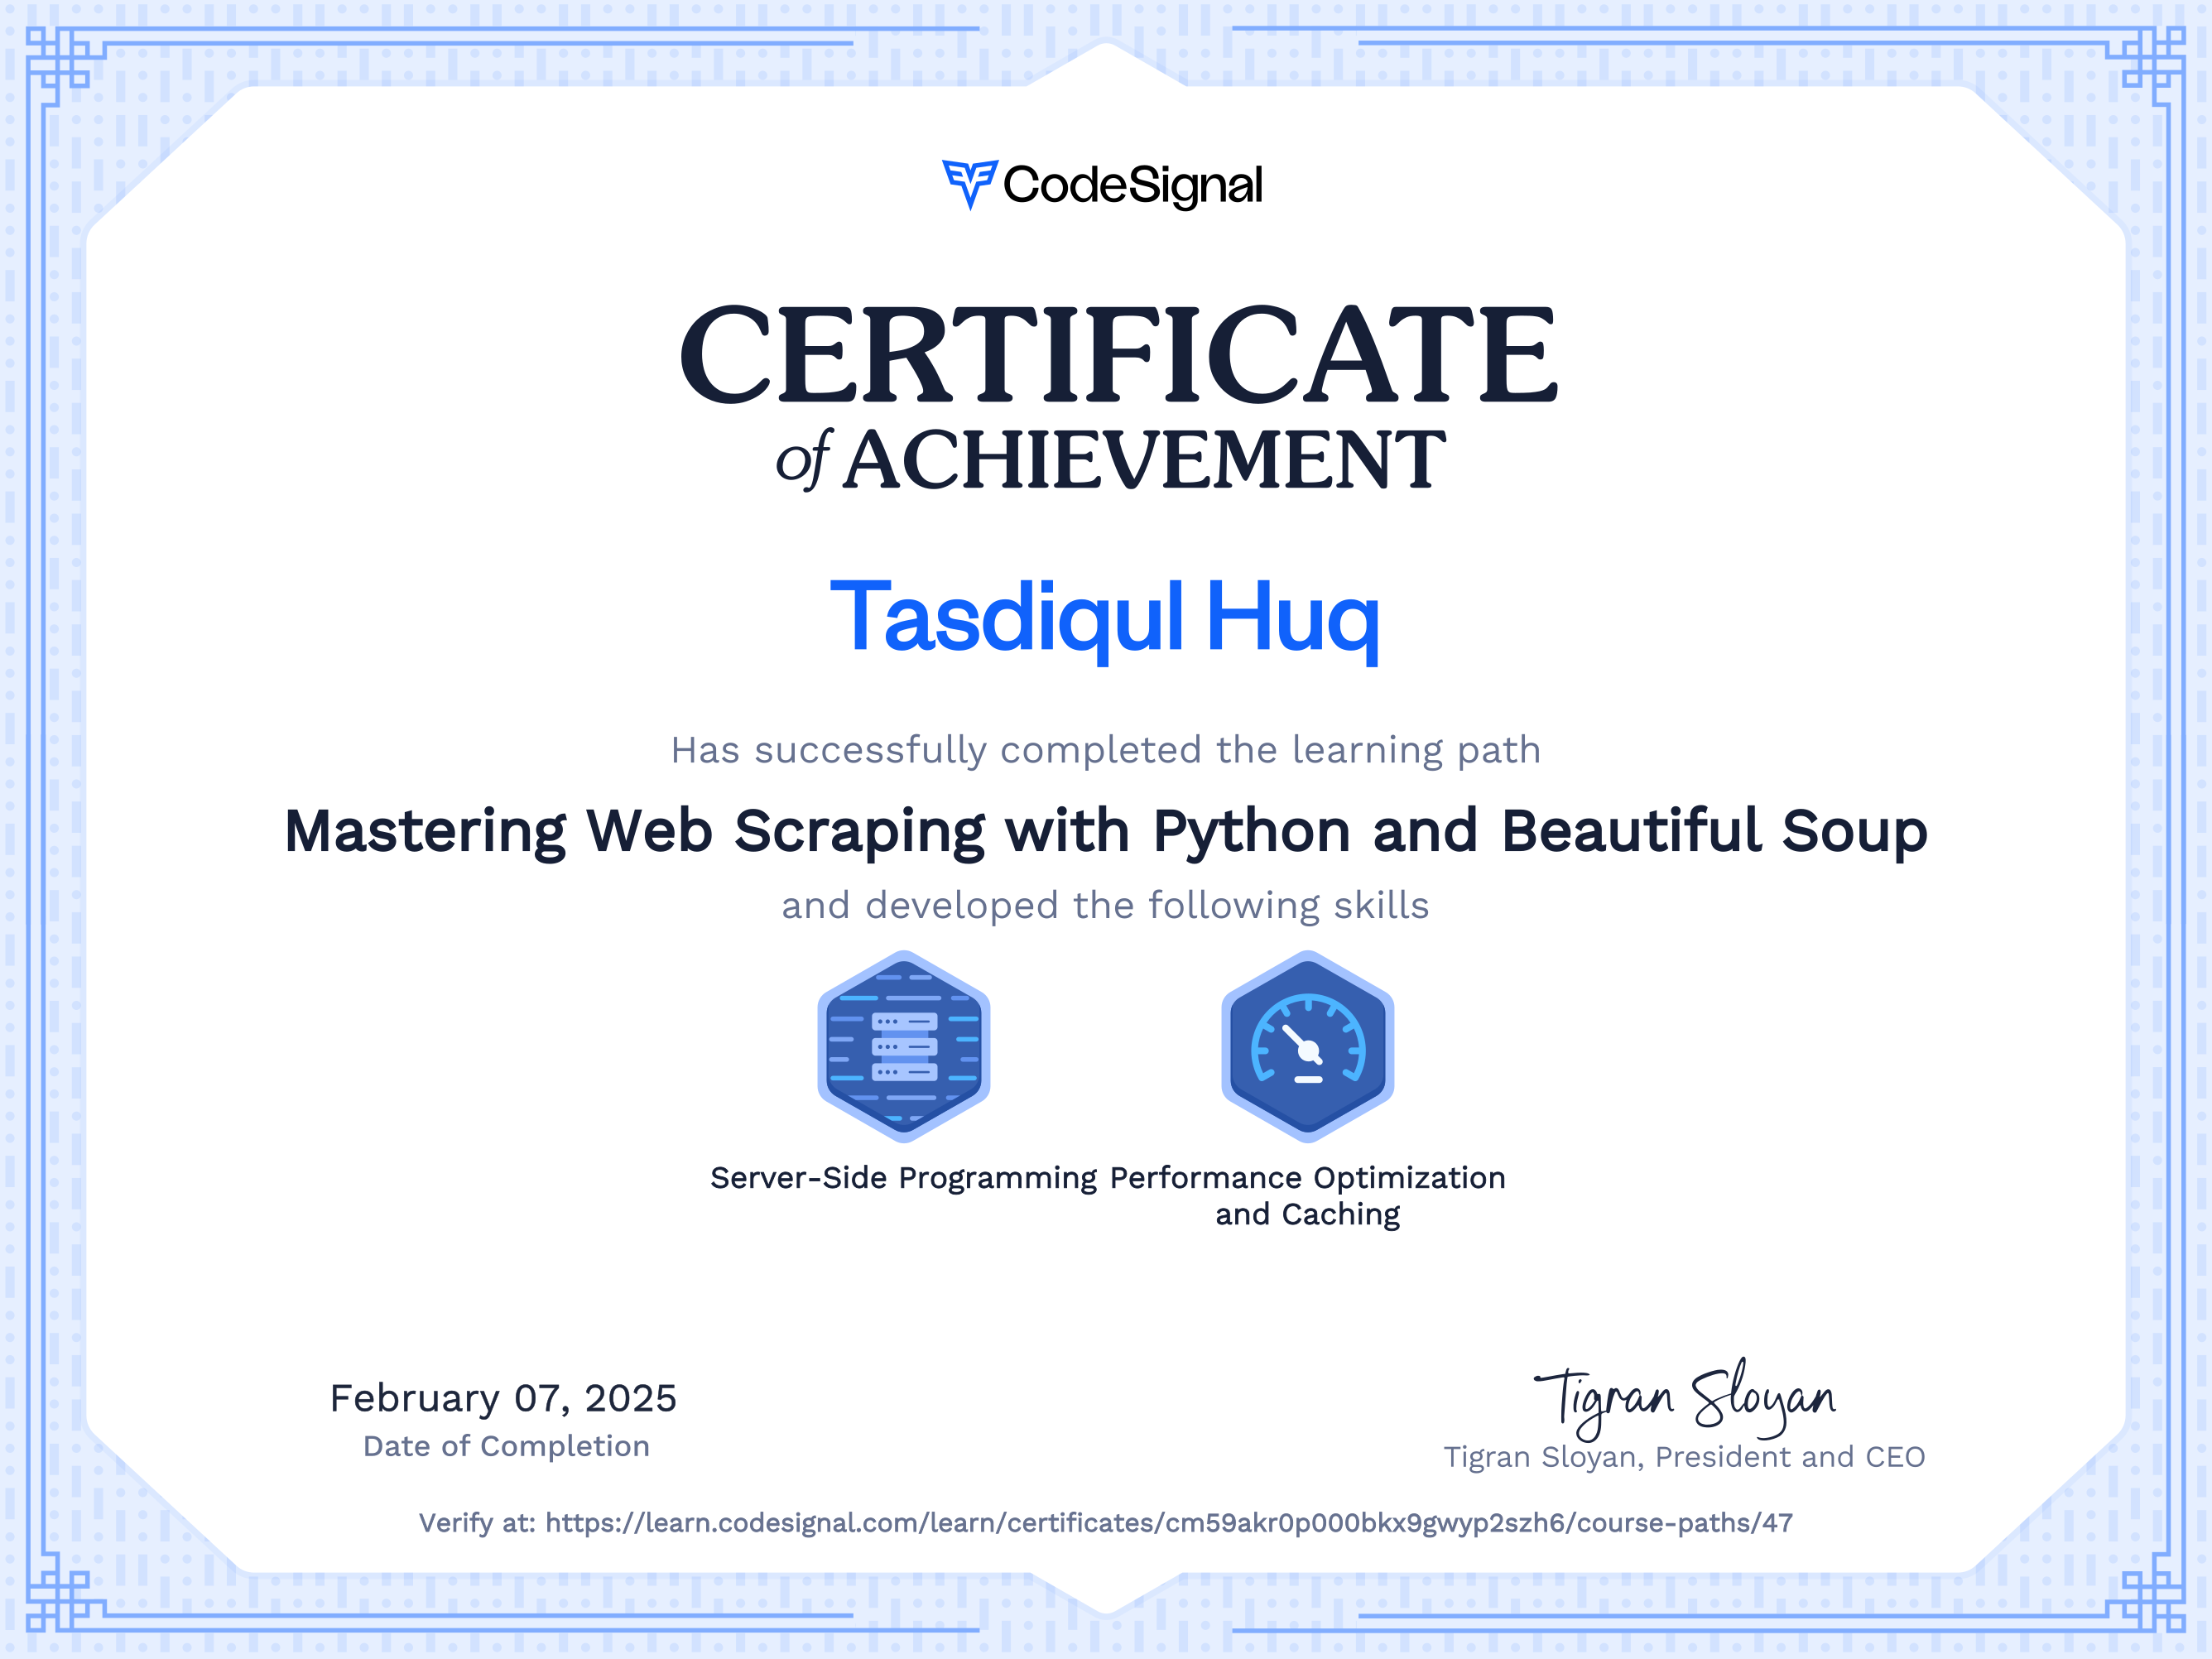 CodeSignal
CERTIFICATE
of ACHIEVEMENT
Tasdiqul Huq
Has successfully completed the learning path
Mastering Web Scraping with Python and Beautiful Soup
and developed the following skills
Server-Side Programming
Performance Optimization
and Caching
February 07, 2025
Date of Completion
Tigran Sloyan
Tigran Sloyan, President and CEO
Verify at: https://learn.codesignal.com/learn/certificates/cm59akr0p000bkx9gwyp2szh6/course-paths/47